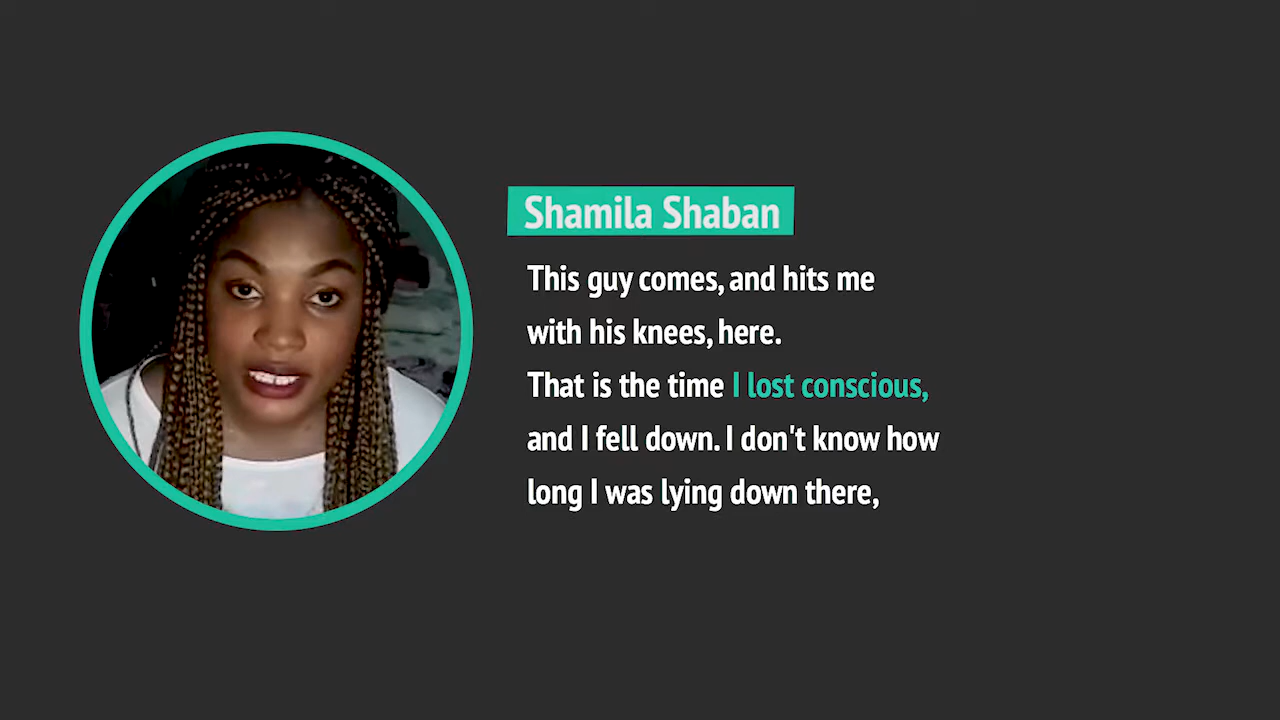 Shamila Shaban
This guy comes, and hits me
with his knees, here.
That is the time I lost conscious,
and I fell down. I don't know how
long I was lying down there,